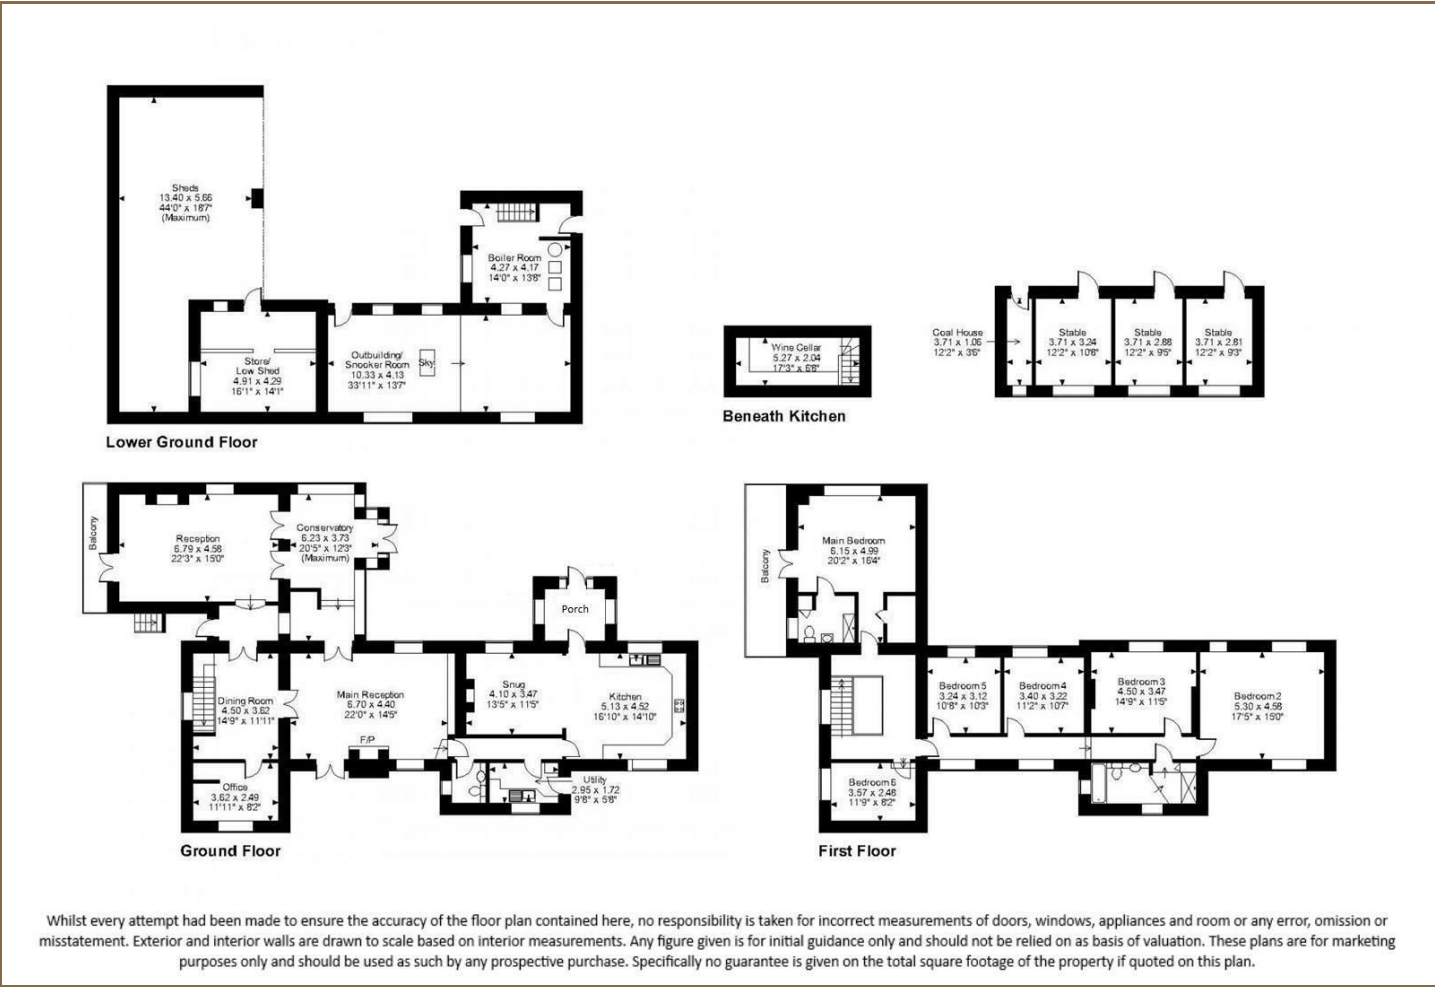 Sheds
13.40 x 5.66
44'0" x 18'7"
(Maximum)
Boiler Room
4.27 x 4.17
14'0" x 13'8"
Store/
Low Shed
4.91 x 4.29
16'1" x 14'1"
Outbuilding/
Snooker Room
10.33 x 4.13
33'11" x 13'7"
Sky
Lower Ground Floor
Wine Cellar
5.27 x 2.04
17'3" x 6'8"
Beneath Kitchen
Coal House
3.71 x 1.06
12'2" x 3'6"
Stable
3.71 x 3.24
12'2" x 10'8"
Stable
3.71 x 2.88
12'2" x 9'5"
Stable
3.71 x 2.81
12'2" x 9'3"
Balcony
Reception
6.79 x 4.58
22'3" x 15'0"
Conservatory
6.23 x 3.73
20'5" x 12'3"
(Maximum)
Porch
Dining Room
4.50 x 3.62
14'9" x 11'11"
Main Reception
6.70 x 4.40
22'0" x 14'5"
F/P
Snug
4.10 x 3.47
13'5" x 11'5"
Kitchen
5.13 x 4.52
16'10" x 14'10"
Office
3.62 x 2.49
11'11" x 8'2"
Utility
2.95 x 1.72
9'8" x 5'8"
Ground Floor
Balcony
Main Bedroom
6.15 x 4.99
20'2" x 16'4"
Bedroom 5
3.24 x 3.12
10'8" x 10'3"
Bedroom 4
3.40 x 3.22
11'2" x 10'7"
Bedroom 3
4.50 x 3.47
14'9" x 11'5"
Bedroom 2
5.30 x 4.58
17'5" x 15'0"
Bedroom 6
3.57 x 2.48
11'9" x 8'2"
First Floor
Whilst every attempt had been made to ensure the accuracy of the floor plan contained here, no responsibility is taken for incorrect measurements of doors, windows, appliances and room or any error, omission or
misstatement. Exterior and interior walls are drawn to scale based on interior measurements. Any figure given is for initial guidance only and should not be relied on as basis of valuation. These plans are for marketing
purposes only and should be used as such by any prospective purchase. Specifically no guarantee is given on the total square footage of the property if quoted on this plan.